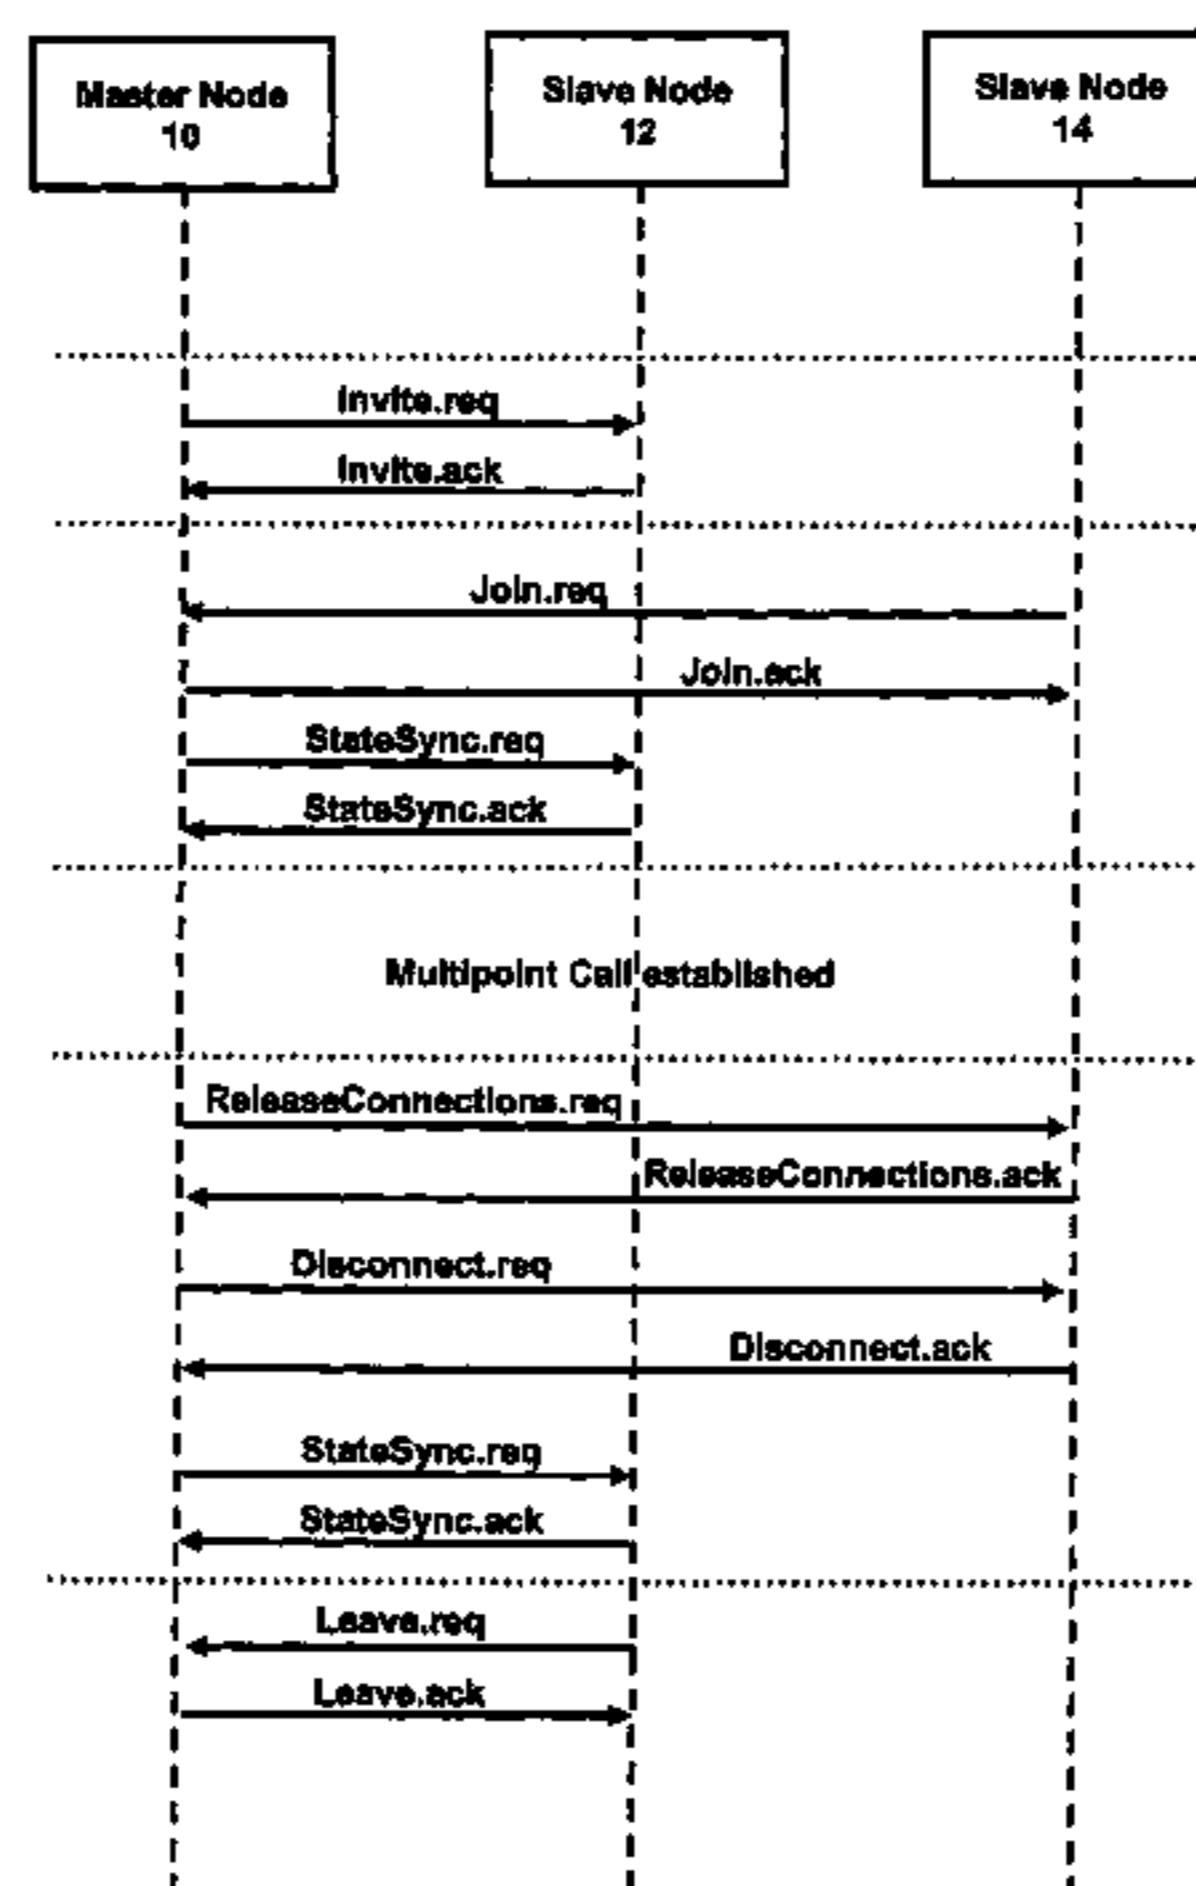 Master Node
10
Slave Node
12
Slave Node
14
Invite.req
Invite.ack
Join.req
Join.ack
StateSync.req
StateSync.ack
Multipoint Call established
ReleaseConnections.req
ReleaseConnections.ack
Disconnect.req
Disconnect.ack
StateSync.req
StateSync.ack
Leave.req
Leave.ack